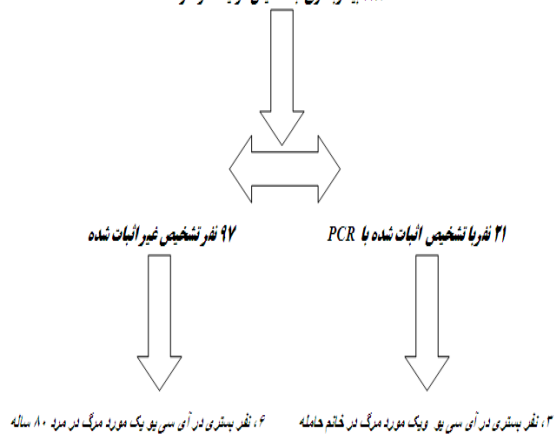 ۲۱ نفر با تشخیص اثبات شده با PCR
۹۷ نفر تشخیص غیر اثبات شده
۳، نفر بستری در آی سی یو ویک مورد مرگ در خانم حامله
۶، نفر بستری در آی سی یو یک مورد مرگ در مرد ۸۰ ساله